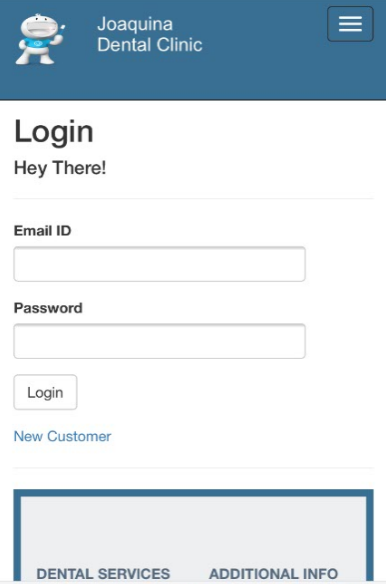 Joaquina
Dental Clinic
Login
Hey There!
Email ID
Password
Login
New Customer
DENTAL SERVICES
ADDITIONAL INFO